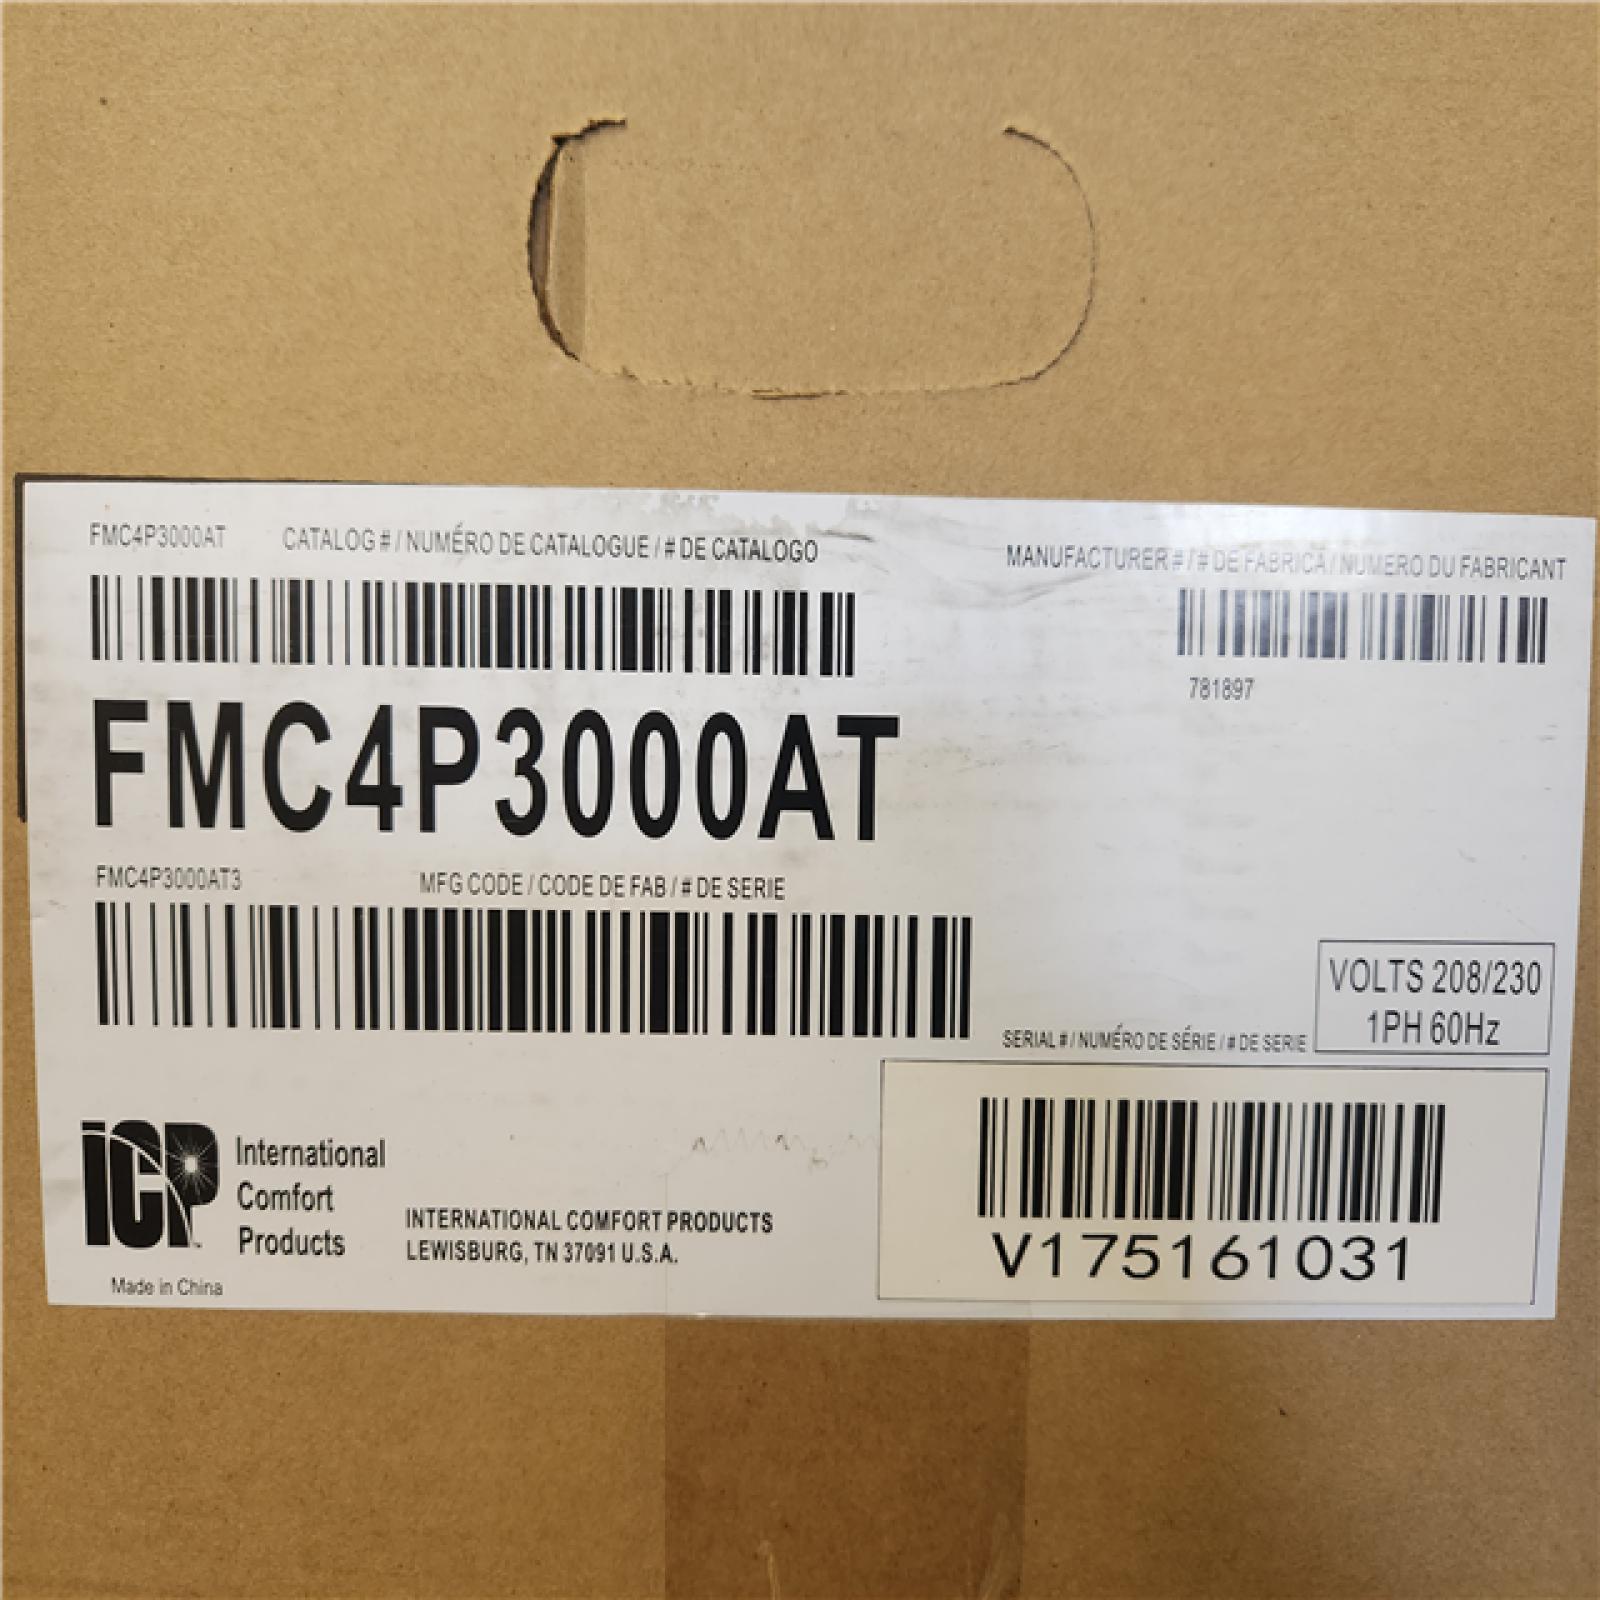 FMC4P3000AT CATALOG # / NUMÉRO DE CATALOGUE / # DE CATALOGO
MANUFACTURER # / # DE FABRICA / NUMERO DU FABRICANT
781897
FMC4P3000AT
FMC4P3000AT3 MFG CODE / CODE DE FAB / # DE SERIE
VOLTS 208/230
1PH 60Hz
SERIAL # / NUMÉRO DE SÉRIE / # DE SERIE
V175161031
ICP
International
Comfort
Products
Made in China
INTERNATIONAL COMFORT PRODUCTS
LEWISBURG, TN 37091 U.S.A.